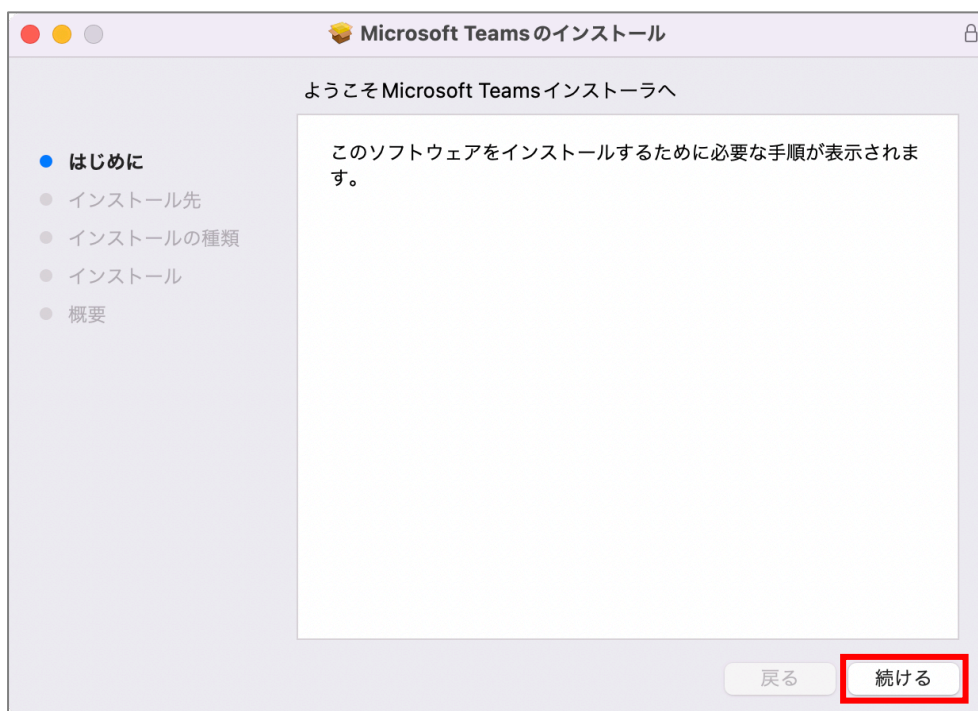 Microsoft Teamsのインストール
ようこそMicrosoft Teamsインストーラへ
はじめに
インストール先
インストールの種類
インストール
概要
このソフトウェアをインストールするために必要な手順が表示されま
す。
戻る
続ける